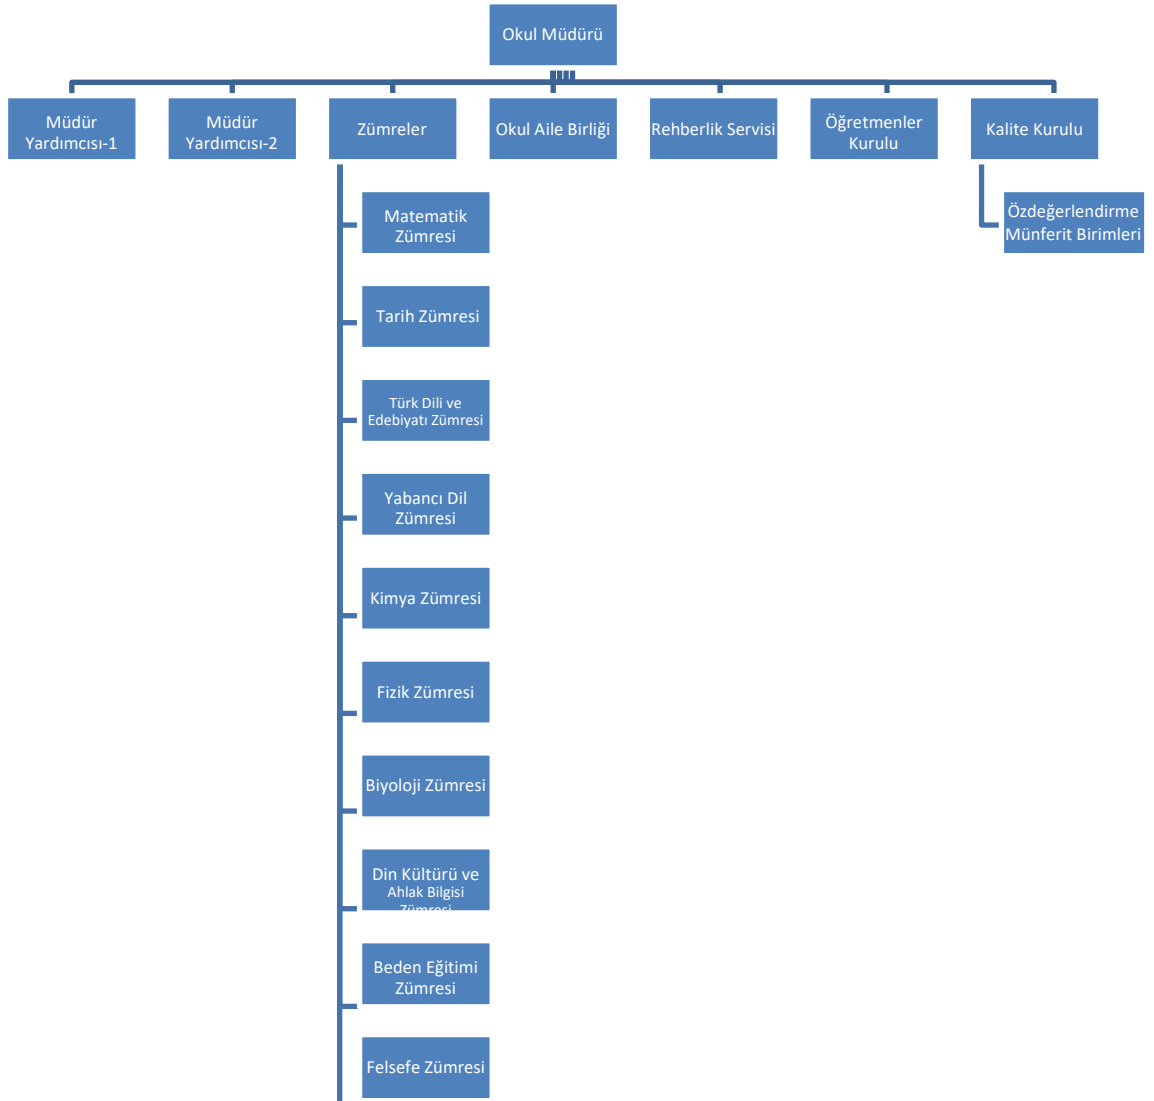 Okul Müdürü
Müdür
Yardımcısı-1
Müdür
Yardımcısı-2
Zümreler
Okul Aile Birliği
Rehberlik Servisi
Öğretmenler
Kurulu
Kalite Kurulu
Matematik
Zümresi
Özdeğerlendirme
Münferit Birimleri
Tarih Zümresi
Türk Dili ve
Edebiyatı Zümresi
Yabancı Dil
Zümresi
Kimya Zümresi
Fizik Zümresi
Biyoloji Zümresi
Din Kültürü ve
Ahlak Bilgisi
Zümresi
Beden Eğitimi
Zümresi
Felsefe Zümresi